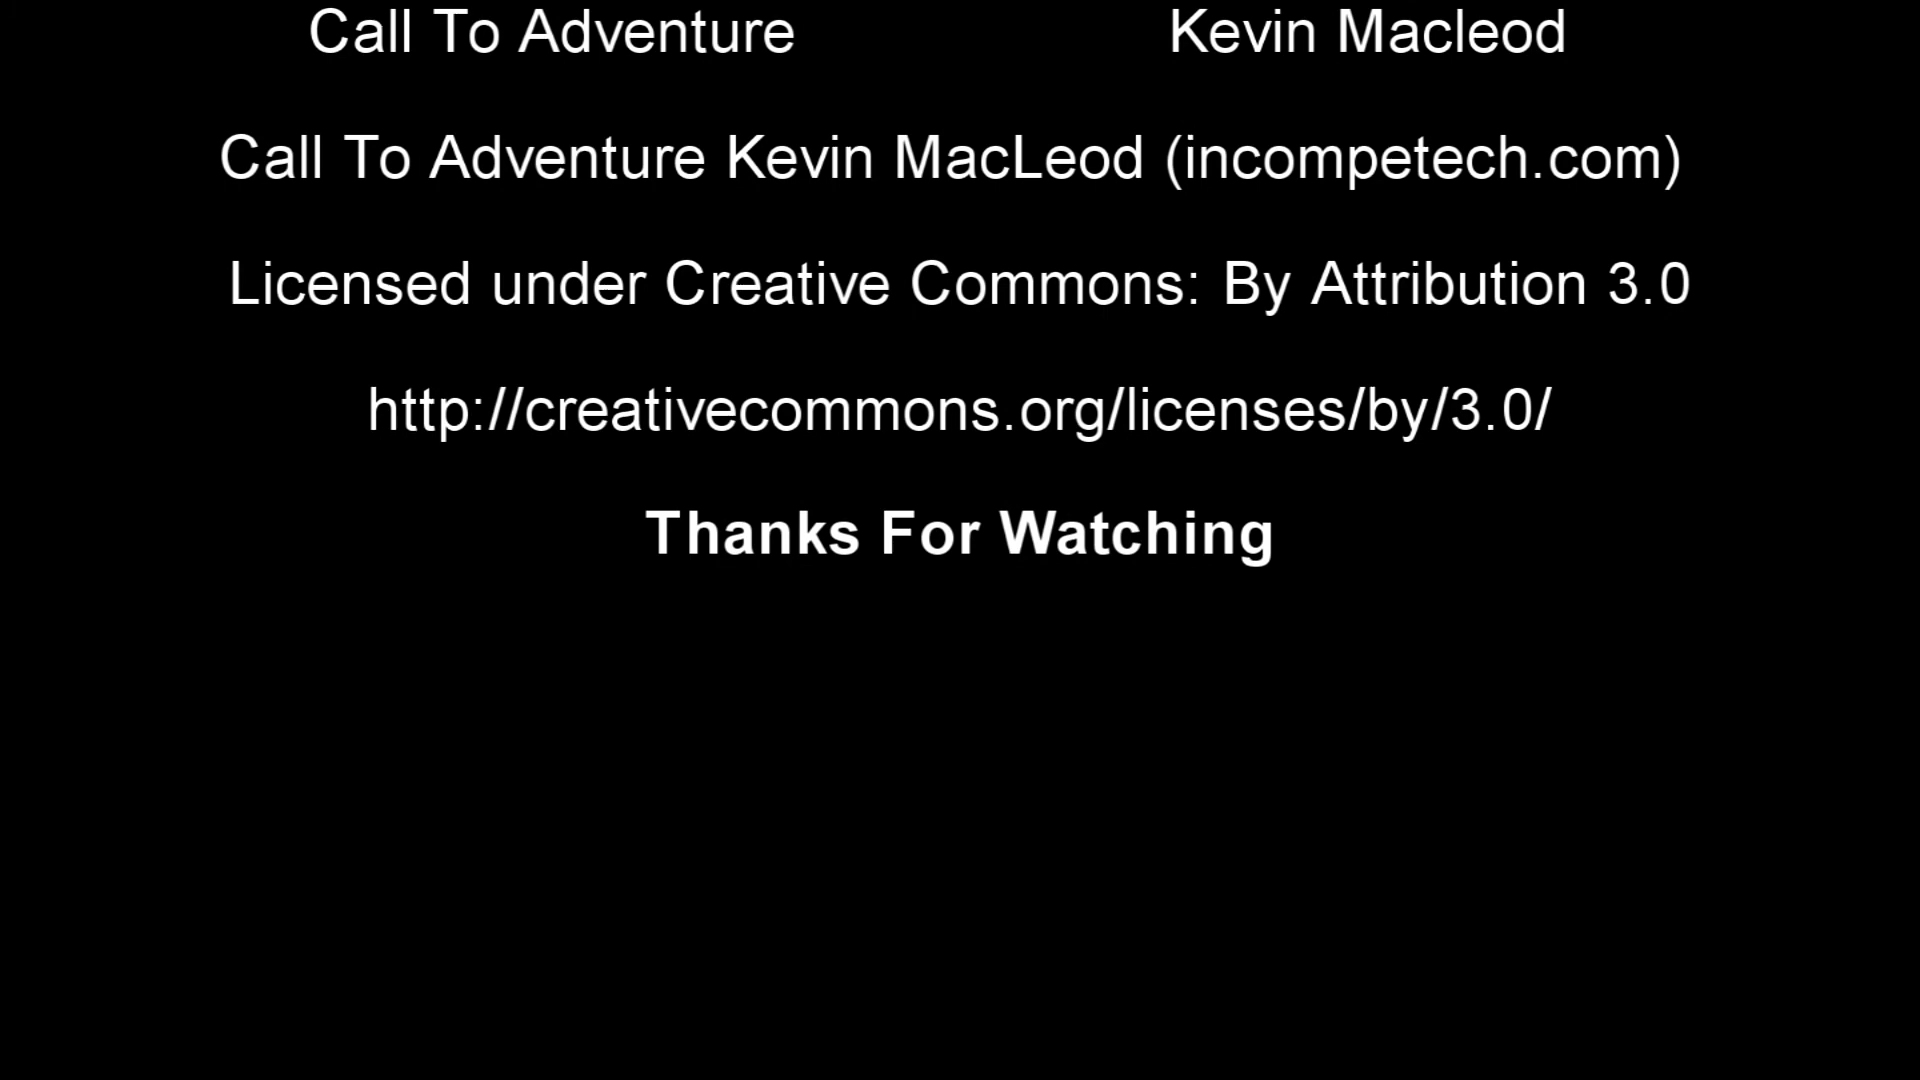 Call To Adventure Kevin Macleod
Call To Adventure Kevin MacLeod (incompetech.com)
Licensed under Creative Commons: By Attribution 3.0
http://creativecommons.org/licenses/by/3.0/
Thanks For Watching